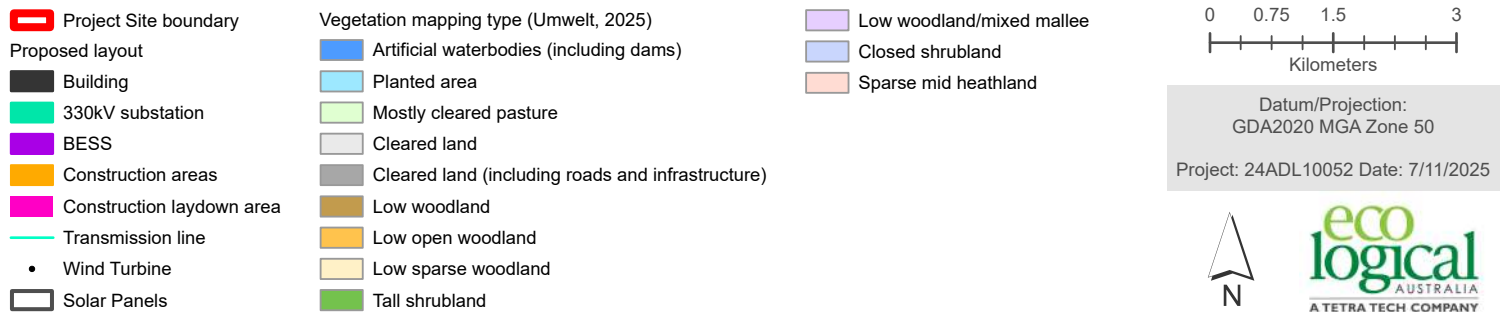 Project Site boundary
Proposed layout
Building
330kV substation
BESS
Construction areas
Construction laydown area
Transmission line
Wind Turbine
Solar Panels
Vegetation mapping type (Umwelt, 2025)
Artificial waterbodies (including dams)
Planted area
Mostly cleared pasture
Cleared land
Cleared land (including roads and infrastructure)
Low woodland
Low open woodland
Low sparse woodland
Tall shrubland
Low woodland/mixed mallee
Closed shrubland
Sparse mid heathland
0 0.75 1.5 3
Kilometers
Datum/Projection:
GDA2020 MGA Zone 50
Project: 24ADL10052 Date: 7/11/2025
N
eco
logical
AUSTRALIA
A TETRA TECH COMPANY